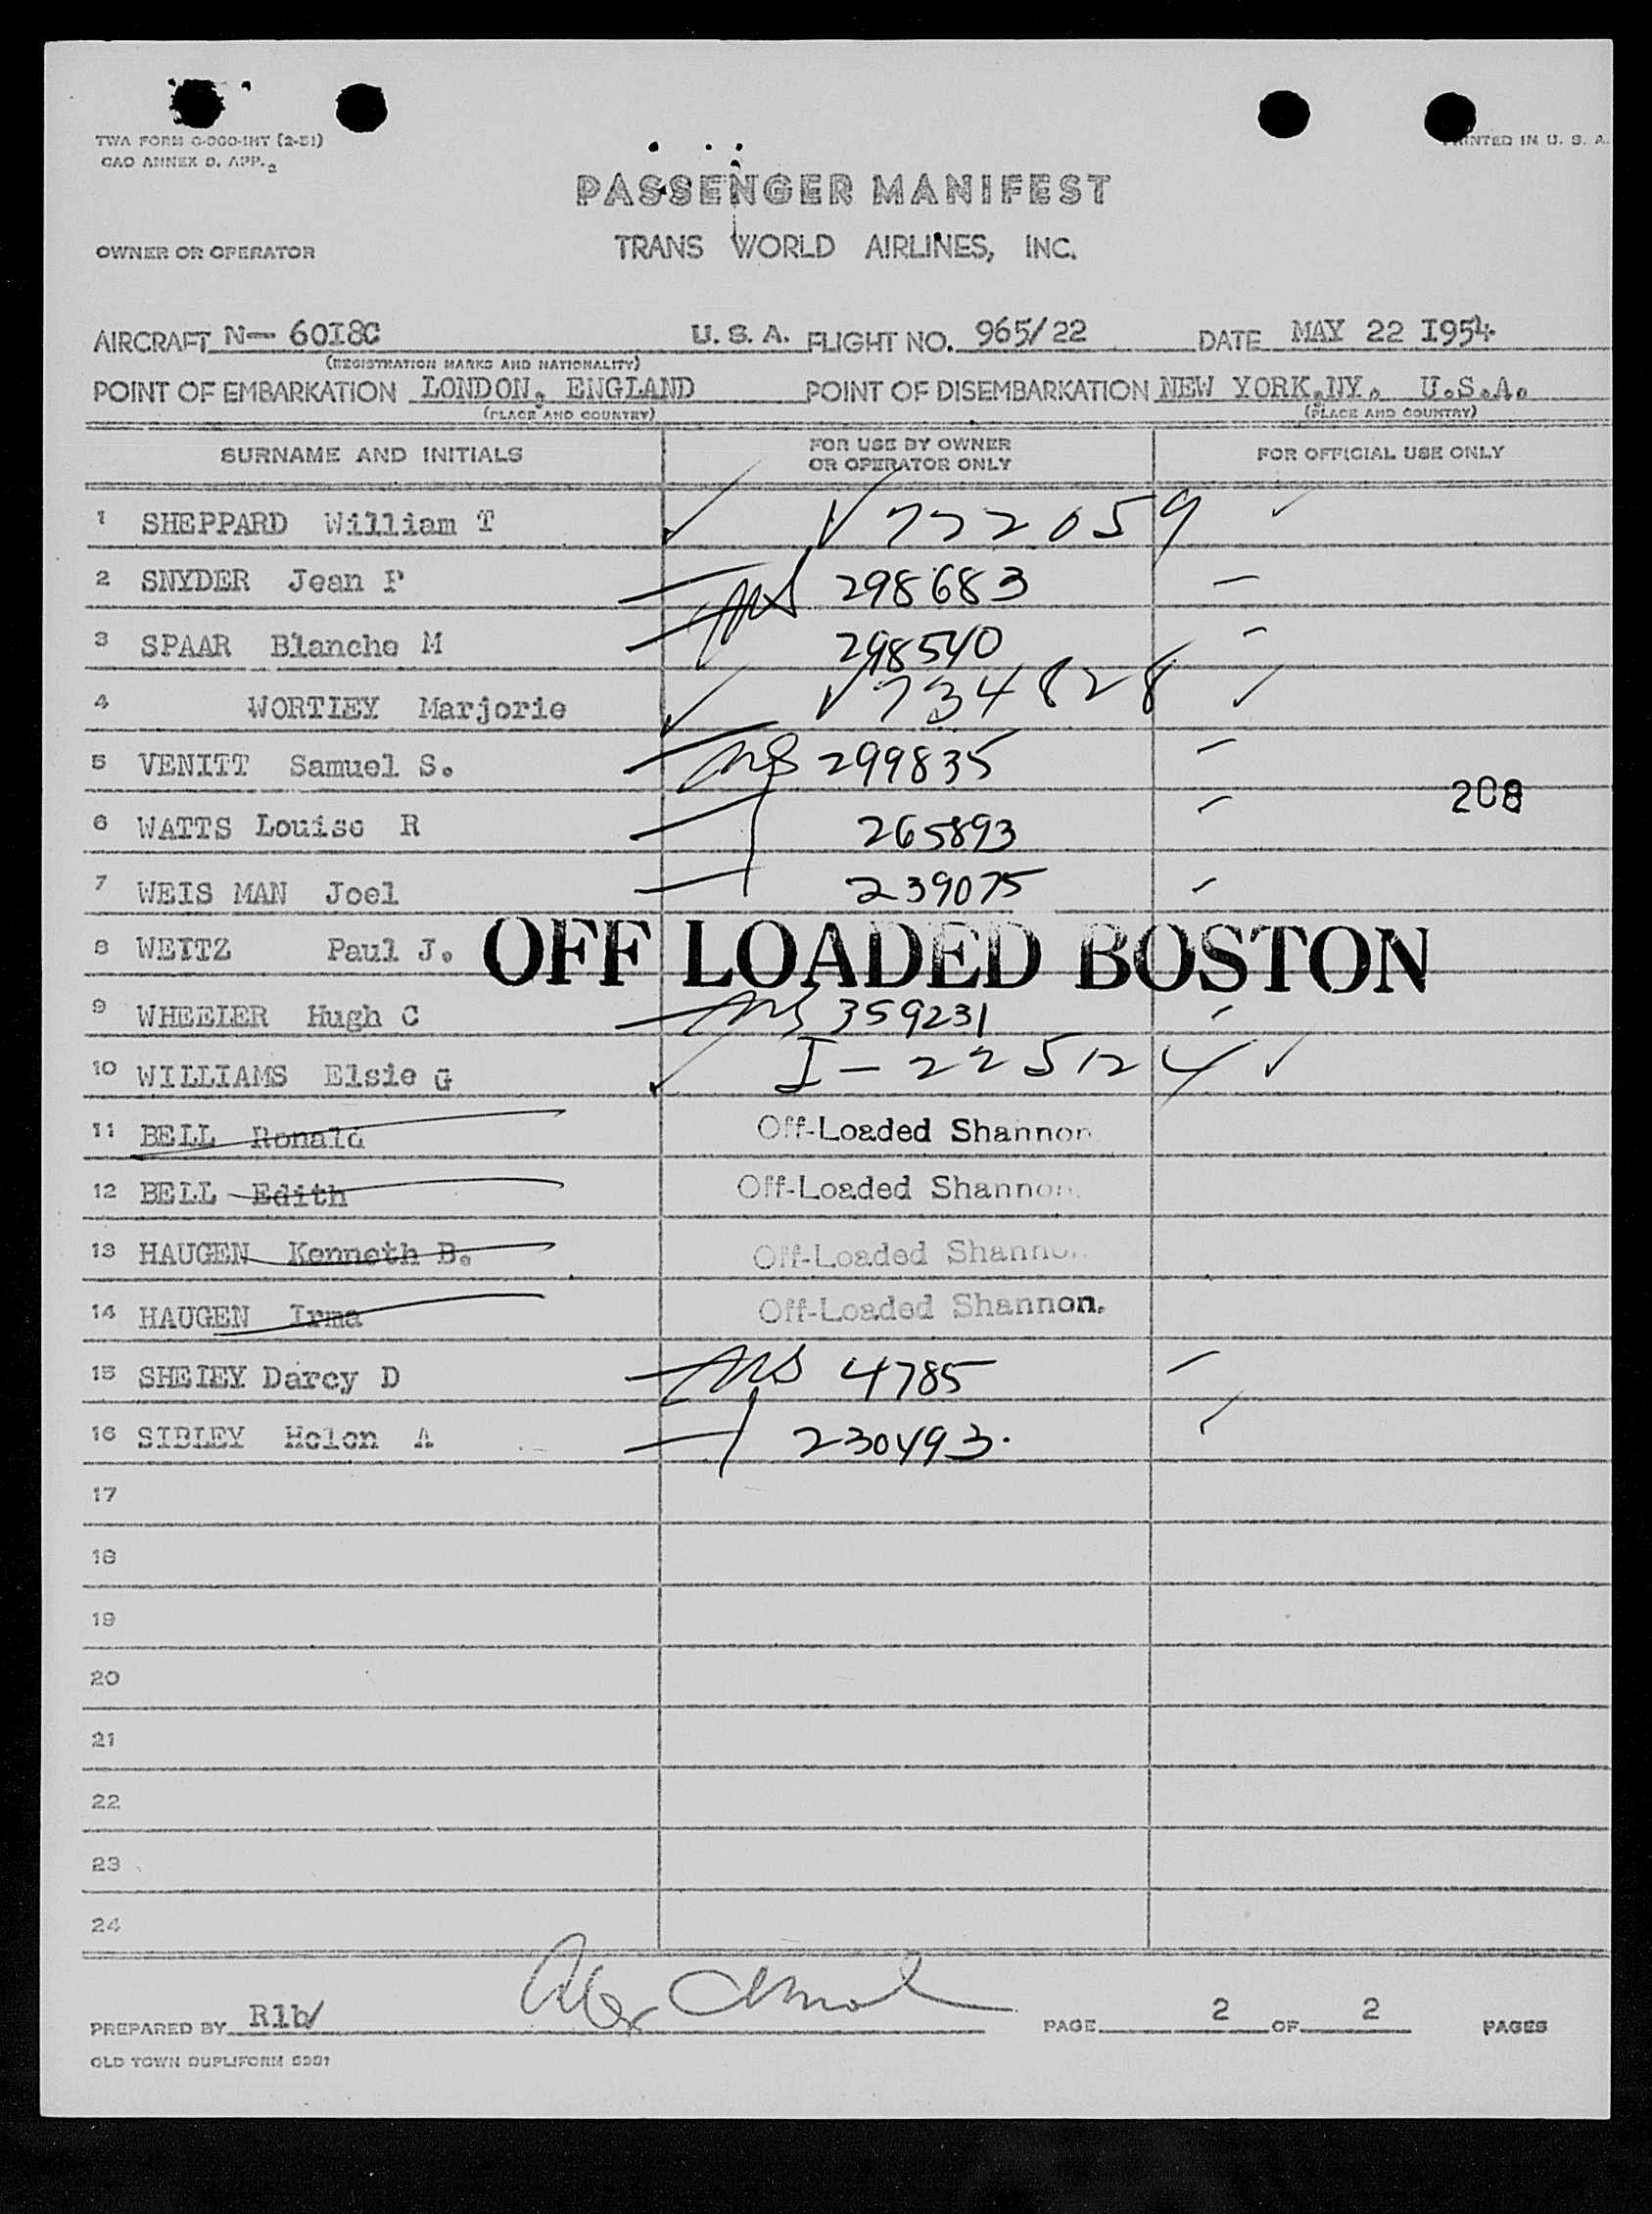 TWA FORM O-000-INT (2-51)
CAO ANNEX 9. APP. 2
PRINTED IN U. S. A.
PASSENGER MANIFEST
OWNER OR OPERATOR TRANS WORLD AIRLINES, INC.
AIRCRAFT N- 60I8C U. S. A. FLIGHT NO. 965/22 DATE MAY 22 I954
(REGISTRATION MARKS AND NATIONALITY)
POINT OF EMBARKATION LONDON, ENGLAND POINT OF DISEMBARKATION NEW YORK,NY. U.S.A.
(PLACE AND COUNTRY) (PLACE AND COUNTRY)
SURNAME AND INITIALS FOR USE BY OWNER OR OPERATOR ONLY FOR OFFICIAL USE ONLY
1 SHEPPARD William T V 722059
2 SNYDER Jean P 298683
3 SPAAR Blanche M 298540
4 WORTLEY Marjorie V 734828
5 VENITT Samuel S. 299835
208
6 WATTS Louise R 265893
7 WEIS MAN Joel 239075
8 WEITZ Paul J. OFF LOADED BOSTON
9 WHEELER Hugh C 359231
10 WILLIAMS Elsie G I-225124
11 BELL Ronald Off-Loaded Shannon
12 BELL Edith Off-Loaded Shannon.
13 HAUGEN Kenneth B. Off-Loaded Shannon
14 HAUGEN Irma Off-Loaded Shannon.
15 SHELEY Darcy D 4785
16 SIBLEY Helen A 230493.
17
18
19
20
21
22
23
24
PREPARED BY Rlb/ PAGE 2 OF 2 PAGES
OLD TOWN DUPLIFORM